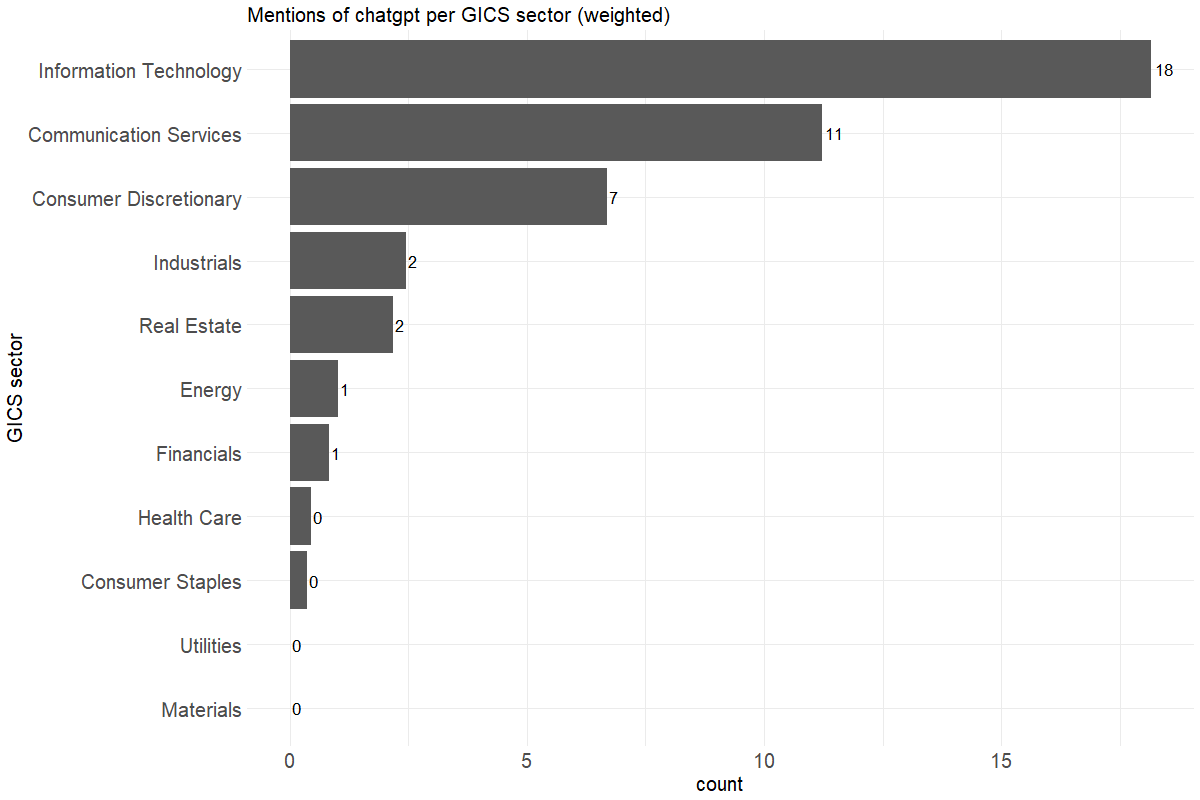 Mentions of chatgpt per GICS sector (weighted)
Information Technology 18
Communication Services 11
Consumer Discretionary 7
Industrials 2
Real Estate 2
Energy 1
Financials 1
Health Care 0
Consumer Staples 0
Utilities 0
Materials 0
GICS sector
0 5 10 15
count